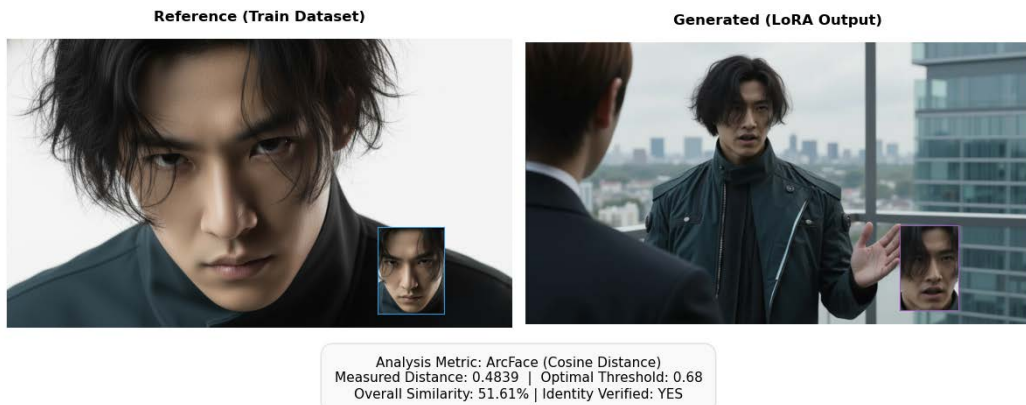 Reference (Train Dataset)
Generated (LoRA Output)
Analysis Metric: ArcFace (Cosine Distance)
Measured Distance: 0.4839 | Optimal Threshold: 0.68
Overall Similarity: 51.61% | Identity Verified: YES